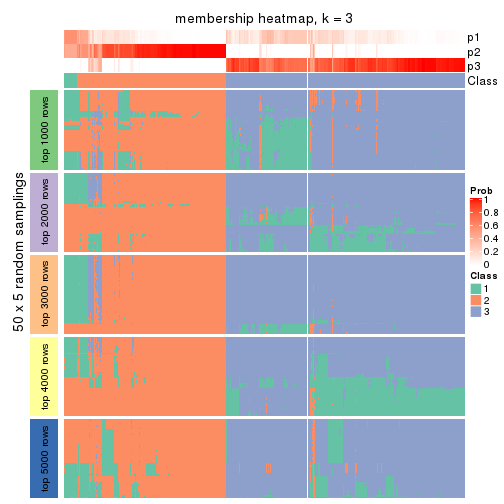 membership heatmap, k = 3
p1
p2
p3
Class
50 x 5 random samplings
top 1000 rows
top 2000 rows
top 3000 rows
top 4000 rows
top 5000 rows
Prob
1
0.8
0.6
0.4
0.2
0
Class
1
2
3